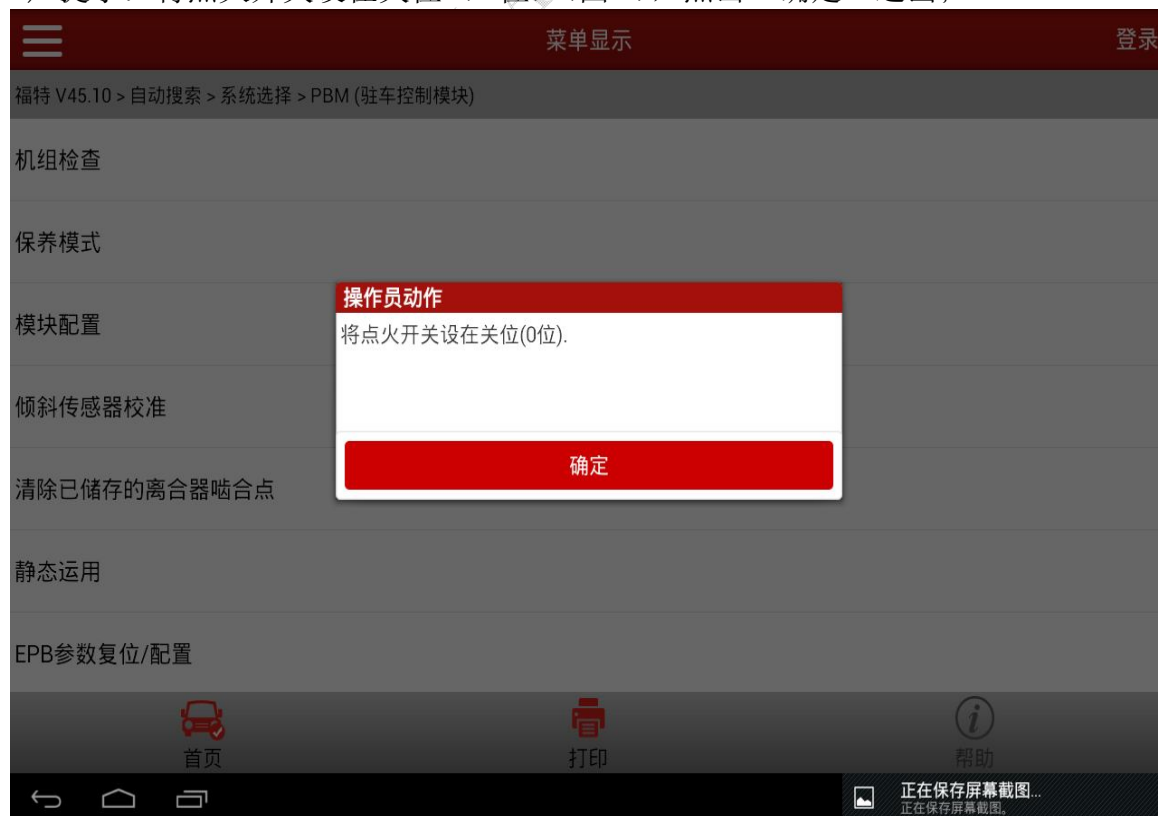 菜单显示
登录
福特 V45.10 > 自动搜索 > 系统选择 > PBM (驻车控制模块)
机组检查
保养模式
操作员动作
模块配置
将点火开关设在关位(0位).
倾斜传感器校准
确定
清除已储存的离合器啮合点
静态运用
EPB参数复位/配置
首页
打印
帮助
正在保存屏幕截图...
正在保存屏幕截图。